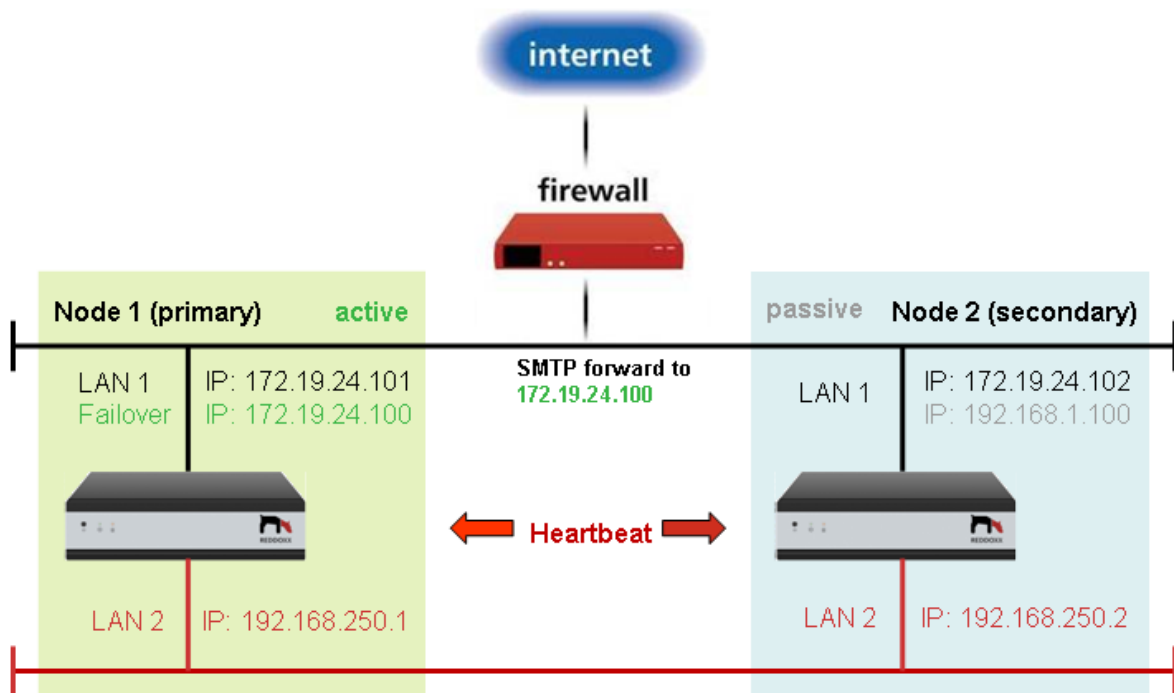 internet
firewall
Node 1 (primary) active
passive Node 2 (secondary)
LAN 1 IP: 172.19.24.101
Failover IP: 172.19.24.100
SMTP forward to
172.19.24.100
LAN 1 IP: 172.19.24.102
IP: 192.168.1.100
REDDOXX
Heartbeat
REDDOXX
LAN 2 IP: 192.168.250.1
LAN 2 IP: 192.168.250.2